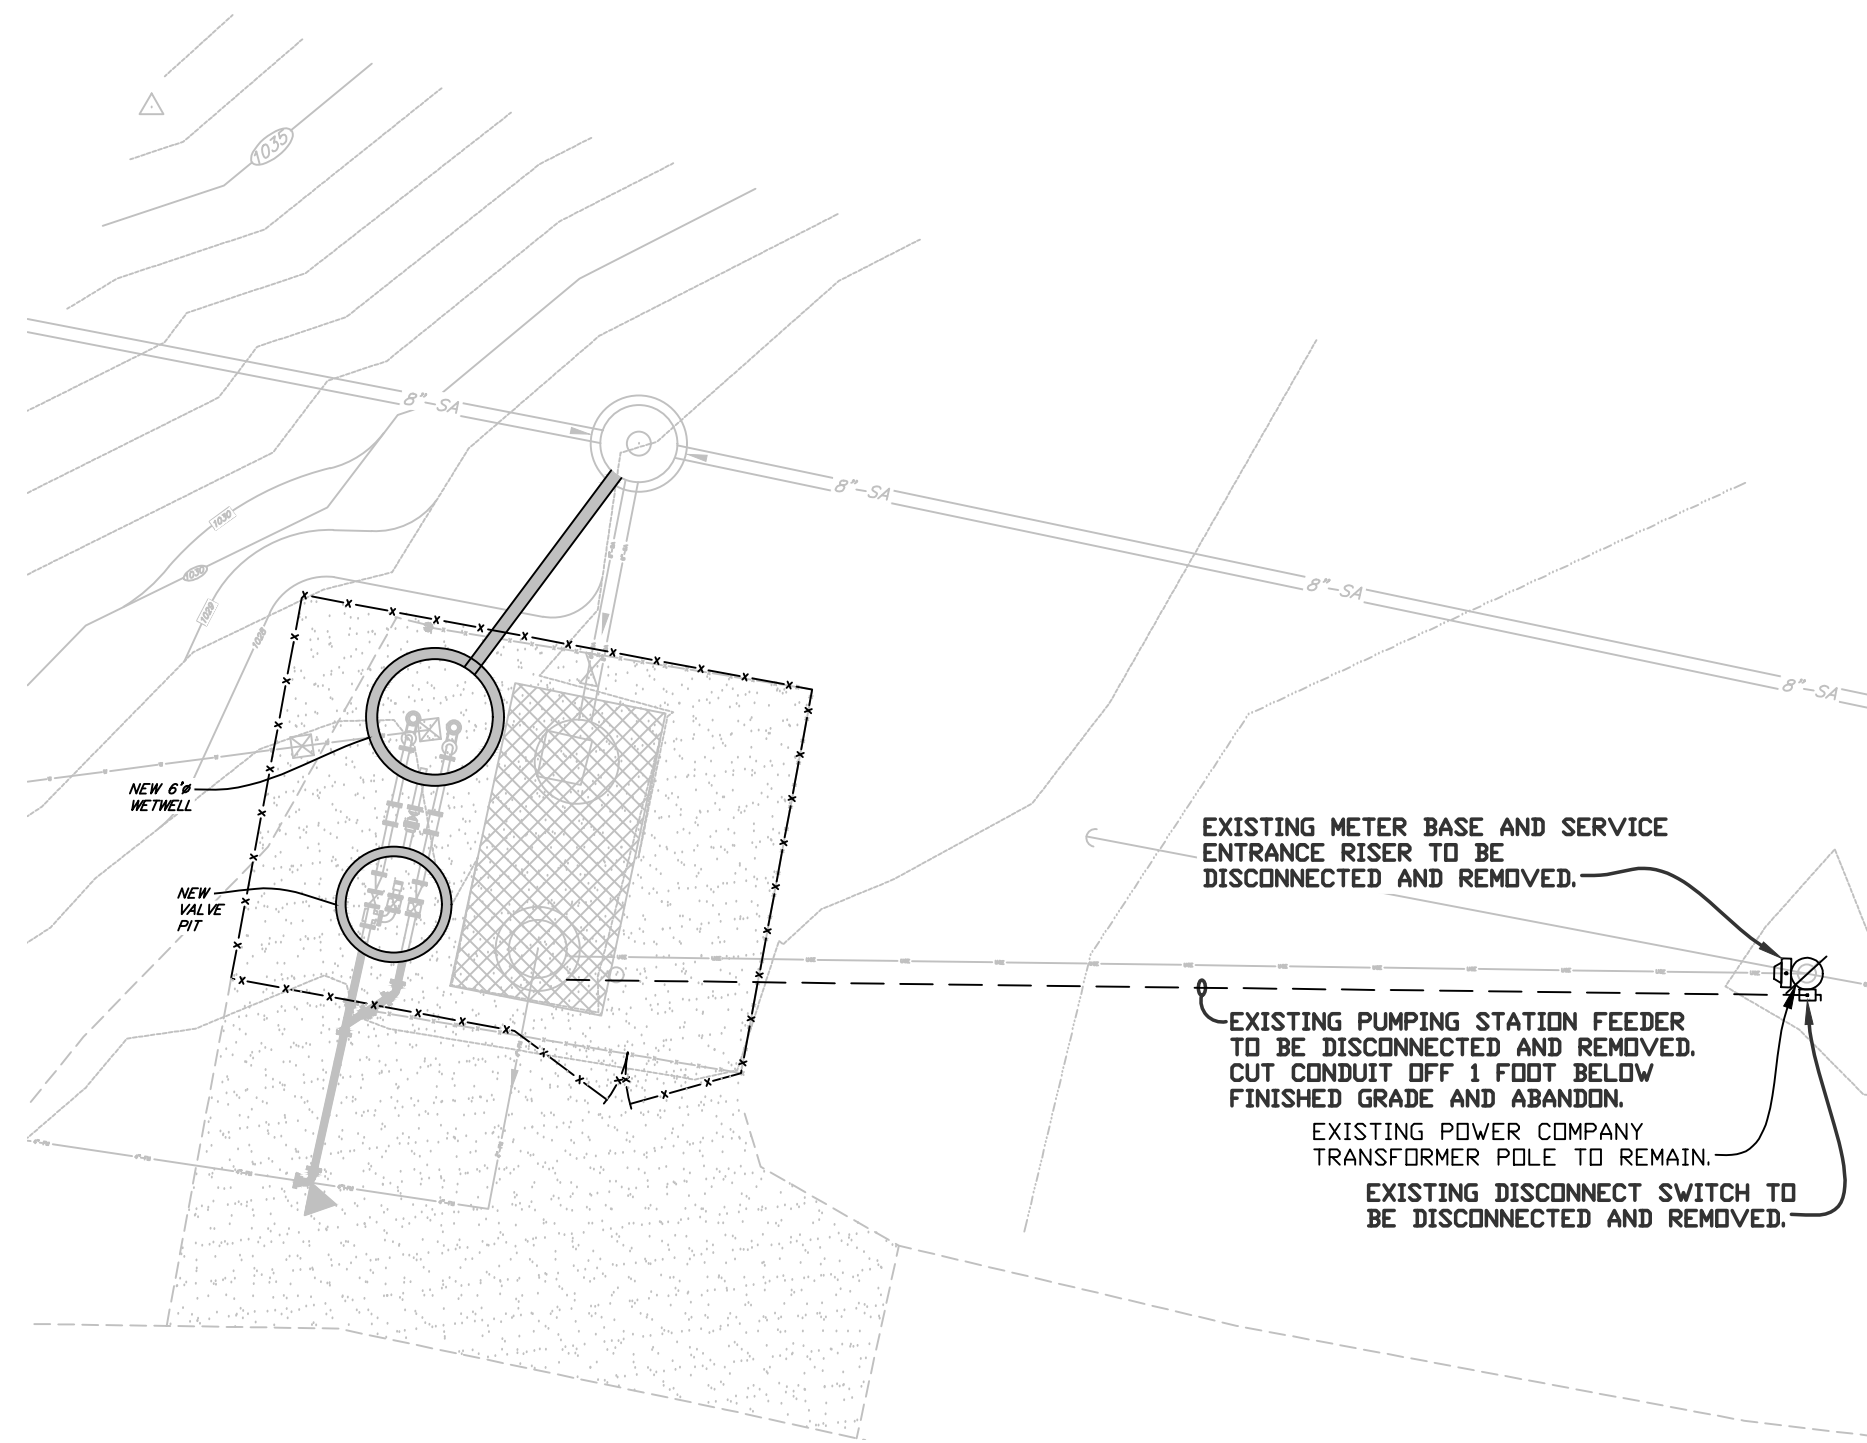 1035
8"-SA
8"-SA
1030
1030
1029
1028
8"-SA
8"-SA
NEW 6'ø
WETWELL
NEW
VALVE
PIT
EXISTING METER BASE AND SERVICE
ENTRANCE RISER TO BE
DISCONNECTED AND REMOVED.
EXISTING PUMPING STATION FEEDER
TO BE DISCONNECTED AND REMOVED.
CUT CONDUIT OFF 1 FOOT BELOW
FINISHED GRADE AND ABANDON.
EXISTING POWER COMPANY
TRANSFORMER POLE TO REMAIN.
EXISTING DISCONNECT SWITCH TO
BE DISCONNECTED AND REMOVED.